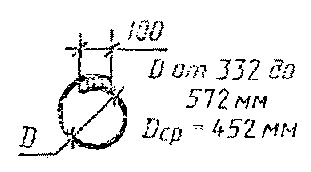 100
D от 332 до
572 мм
Dср = 452 мм
D